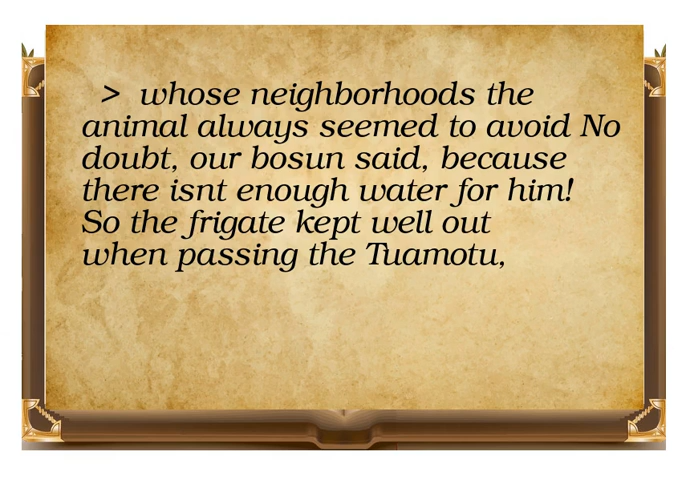 > whose neighborhoods the
animal always seemed to avoid No
doubt, our bosun said, because
there isnt enough water for him!
So the frigate kept well out
when passing the Tuamotu,